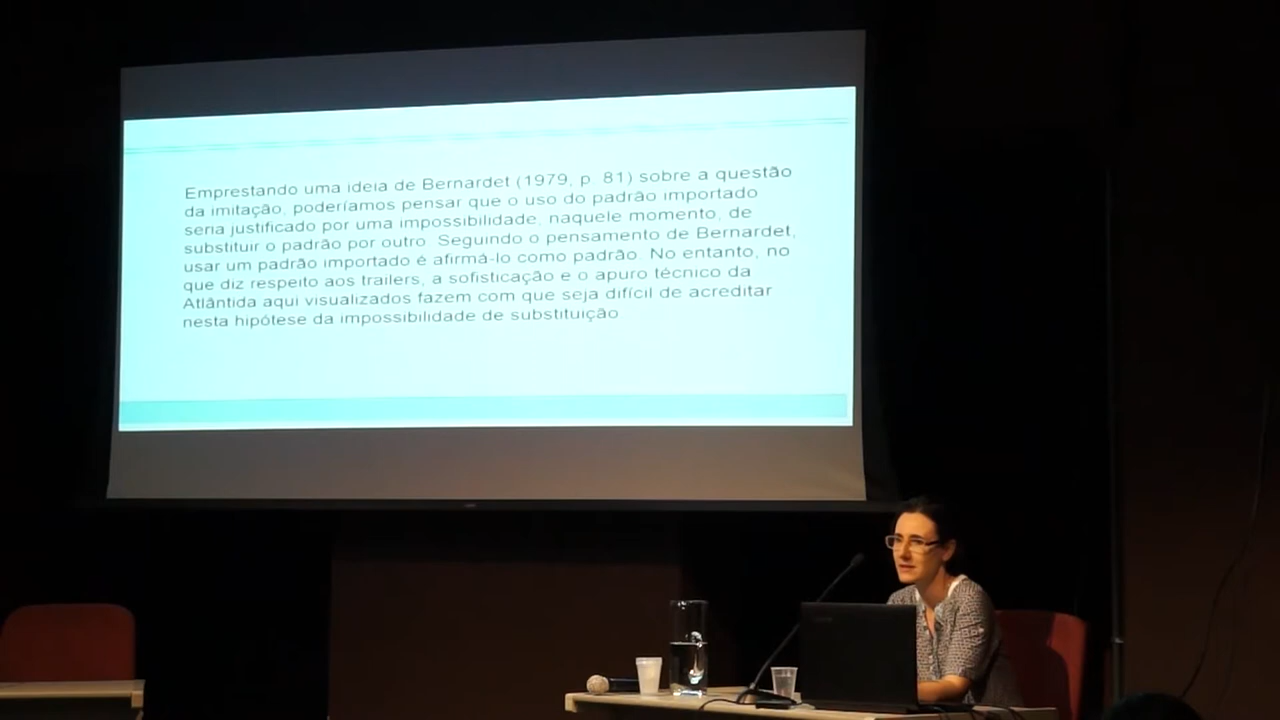 Emprestando uma ideia de Bernardet (1979, p. 81) sobre a questão
da imitação, poderíamos pensar que o uso do padrão importado
seria justificado por uma impossibilidade, naquele momento, de
substituir o padrão por outro. Seguindo o pensamento de Bernardet,
usar um padrão importado é afirmá-lo como padrão. No entanto, no
que diz respeito aos trailers, a sofisticação e o apuro técnico da
Atlântida aqui visualizados fazem com que seja difícil de acreditar
nesta hipótese da impossibilidade de substituição